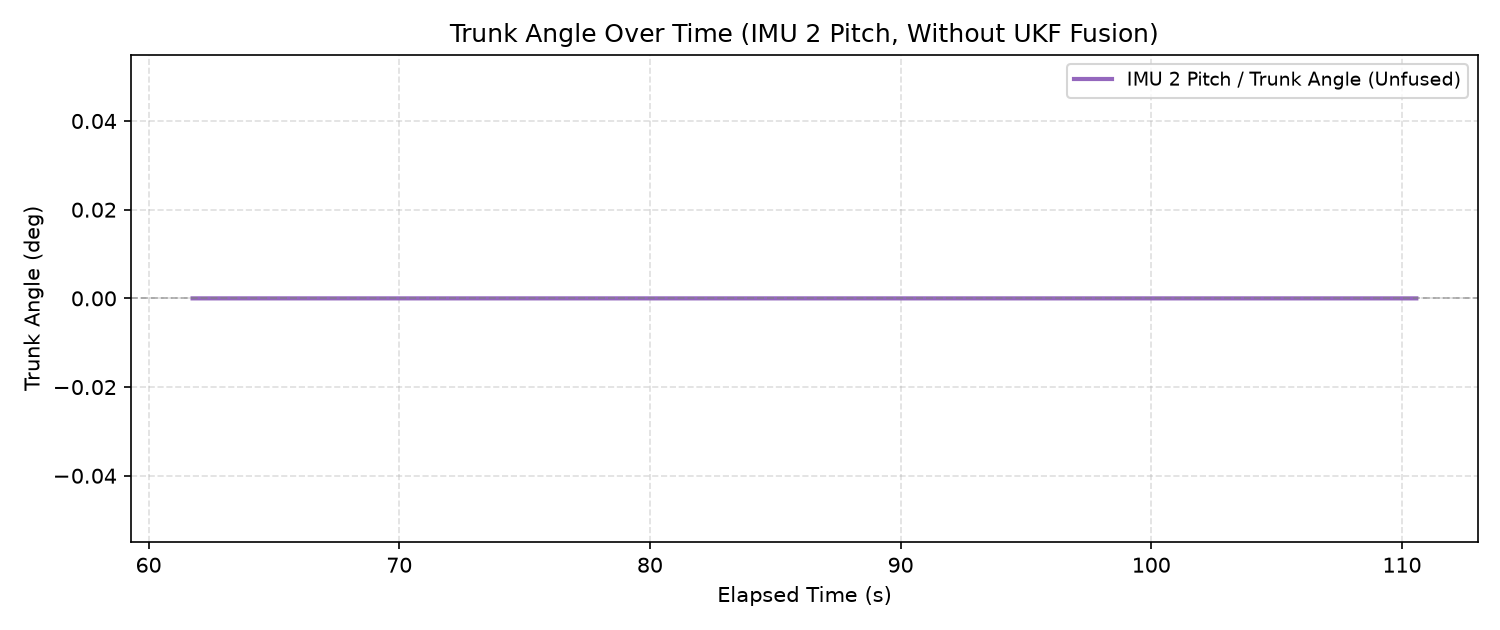 Trunk Angle Over Time (IMU 2 Pitch, Without UKF Fusion)
IMU 2 Pitch / Trunk Angle (Unfused)
Trunk Angle (deg)
0.04
0.02
0.00
−0.02
−0.04
60 70 80 90 100 110
Elapsed Time (s)